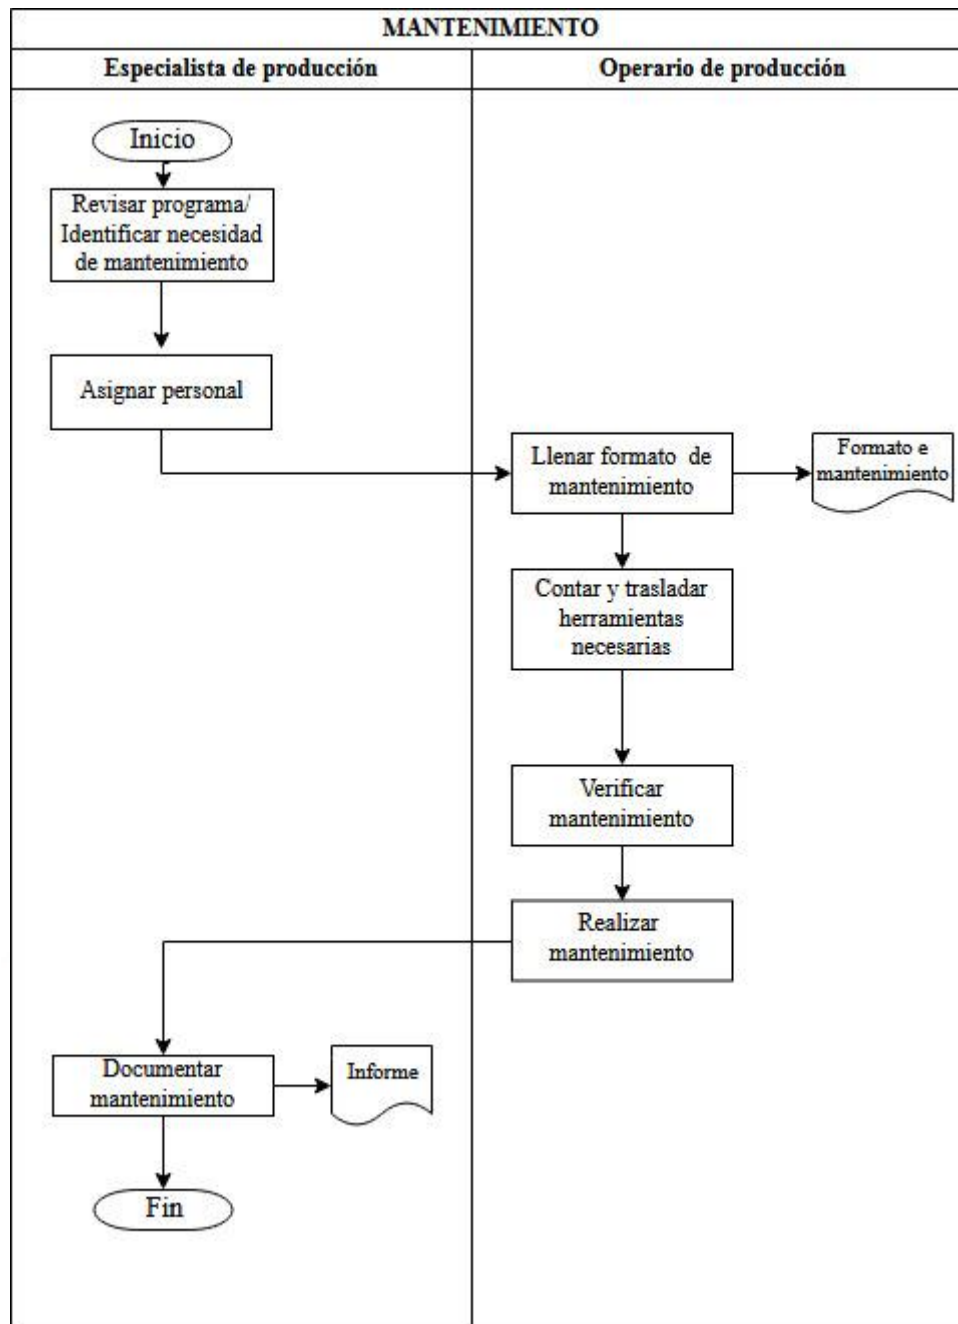 MANTENIMIENTO
Especialista de producción
Operario de producción
Inicio
Revisar programa/
Identificar necesidad
de mantenimiento
Asignar personal
Llenar formato de
mantenimiento
Formato e
mantenimiento
Contar y trasladar
herramientas
necesarias
Verificar
mantenimiento
Realizar
mantenimiento
Documentar
mantenimiento
Informe
Fin